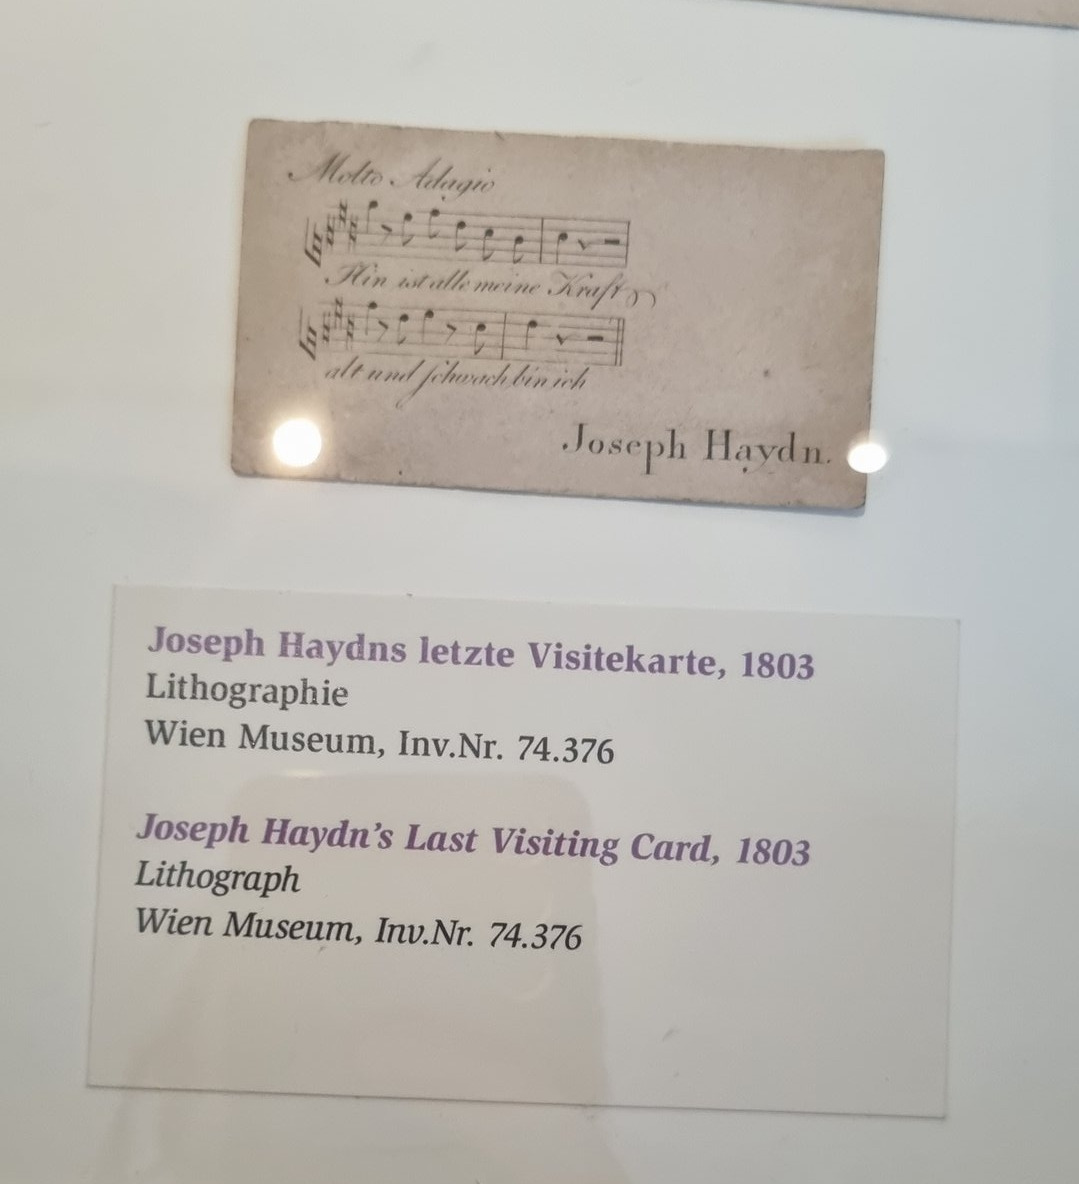 Molto Adagio
Hin ist alle meine Kraft
alt und schwach bin ich
Joseph Haydn.
Joseph Haydns letzte Visitekarte, 1803
Lithographie
Wien Museum, Inv.Nr. 74.376
Joseph Haydn’s Last Visiting Card, 1803
Lithograph
Wien Museum, Inv.Nr. 74.376